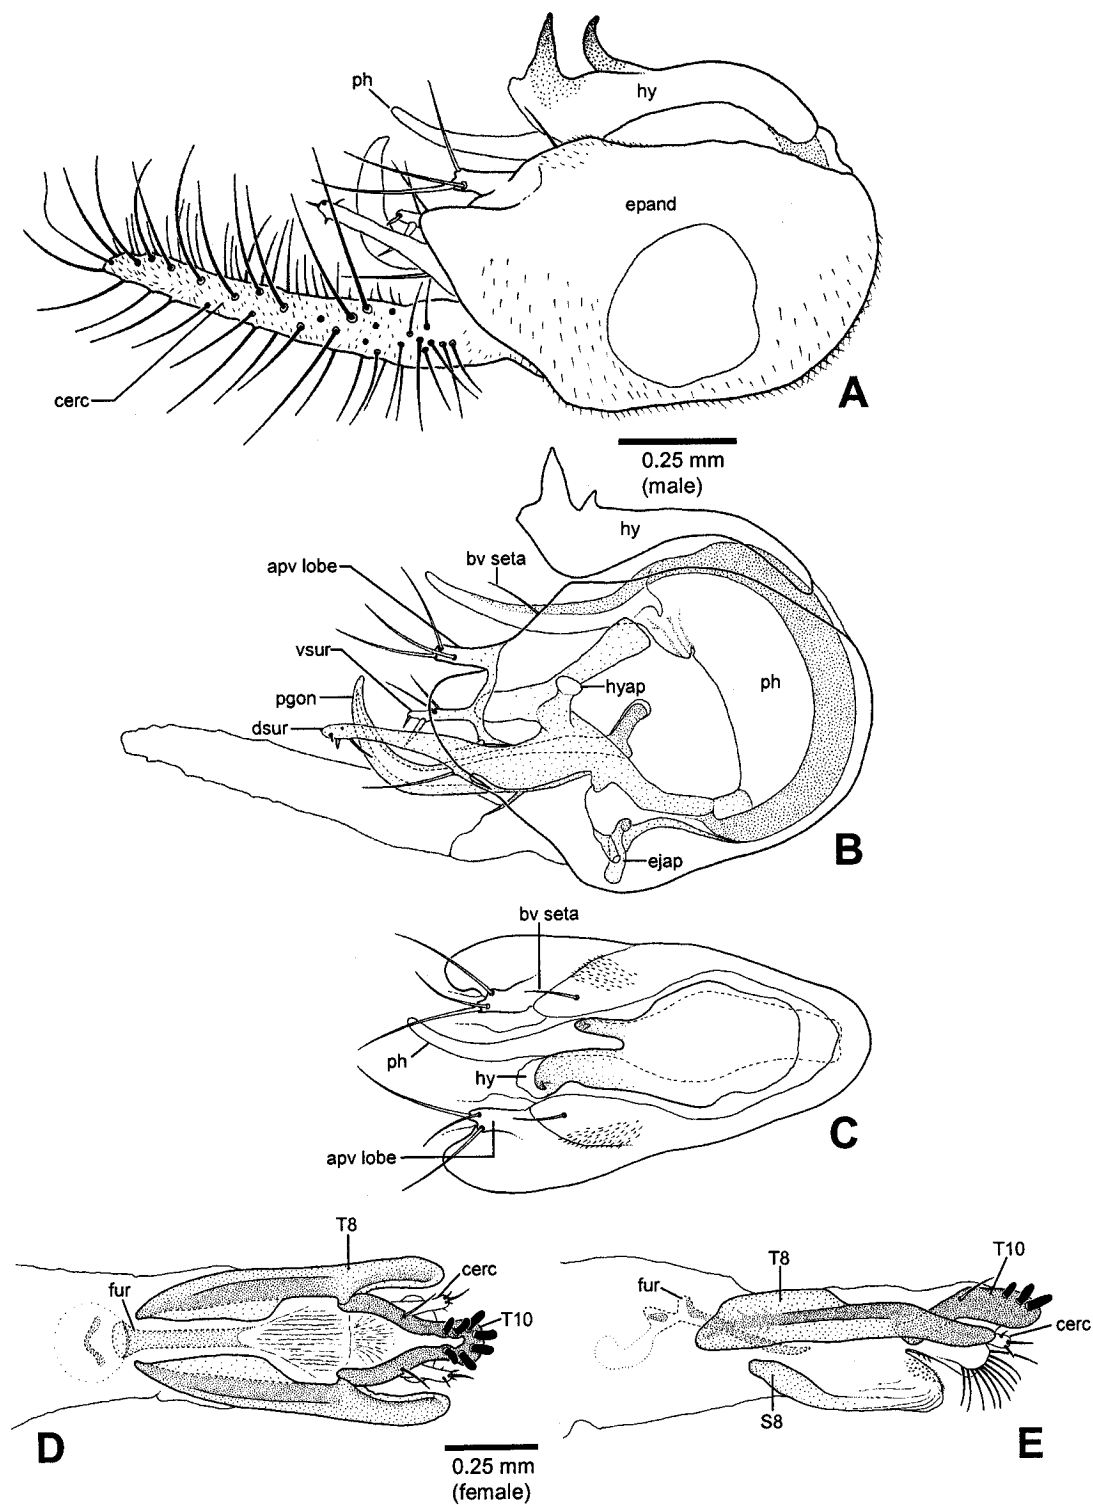 ph
hy
epand
cerc
A
0.25 mm
(male)
hy
bv seta
apv lobe
vsur
pgon
hyap
ph
dsur
B
ejap
bv seta
ph
hy
C
apv lobe
T8
cerc
fur
T10
D
0.25 mm
(female)
T10
T8
fur
cerc
S8
E